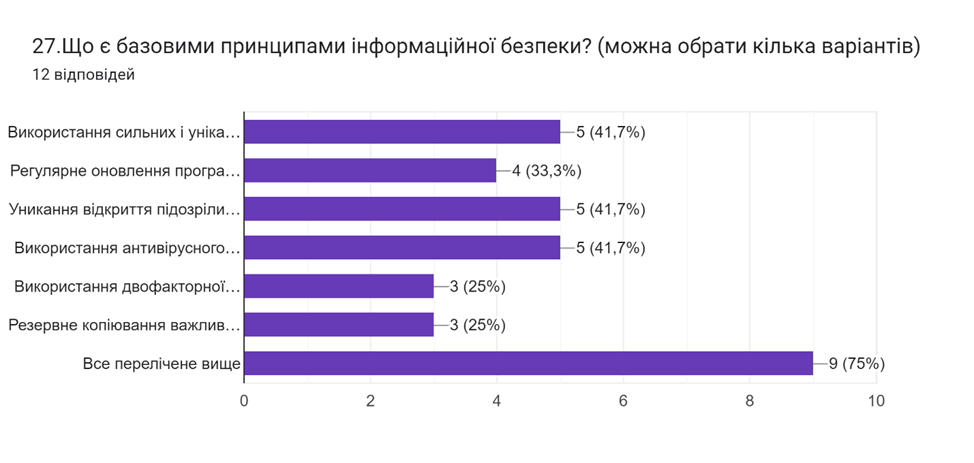 27.Що є базовими принципами інформаційної безпеки? (можна обрати кілька варіантів)
12 відповідей
Використання сильних і уніка… 5 (41,7%)
Регулярне оновлення програ… 4 (33,3%)
Уникання відкриття підозріли… 5 (41,7%)
Використання антивірусного… 5 (41,7%)
Використання двофакторної… 3 (25%)
Резервне копіювання важлив… 3 (25%)
Все перелічене вище 9 (75%)
0 2 4 6 8 10